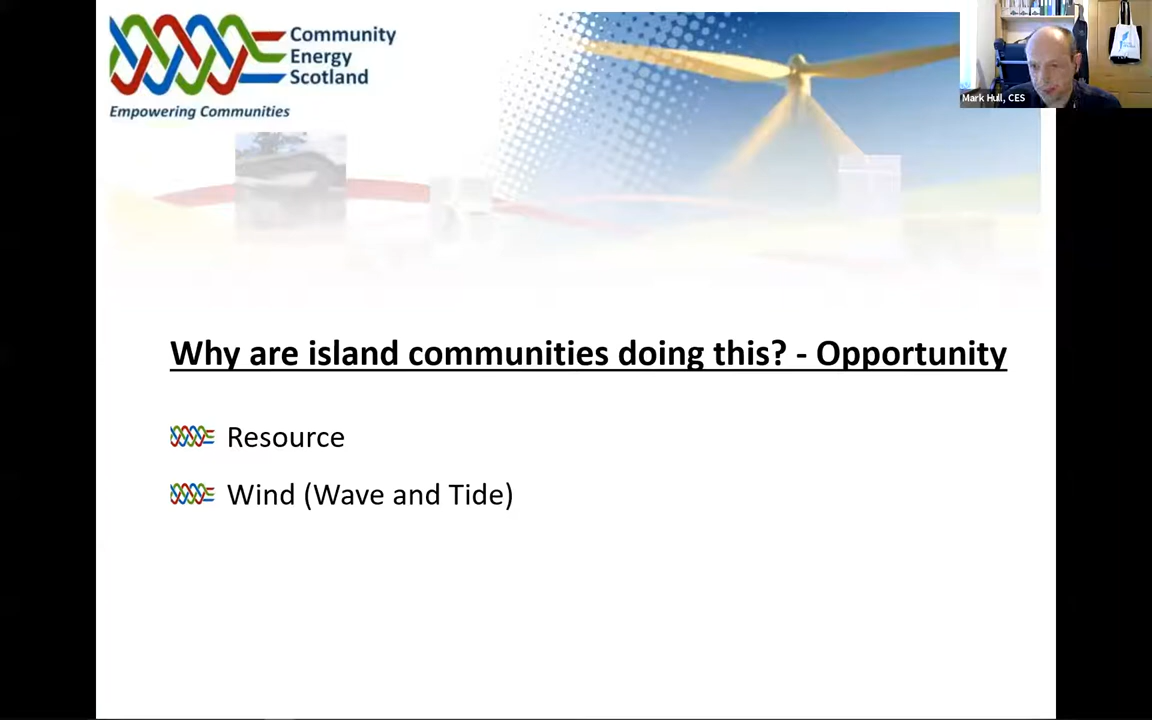 Community
Energy
Scotland
Empowering Communities
Mark Hull, CES
Why are island communities doing this? - Opportunity
Resource
Wind (Wave and Tide)